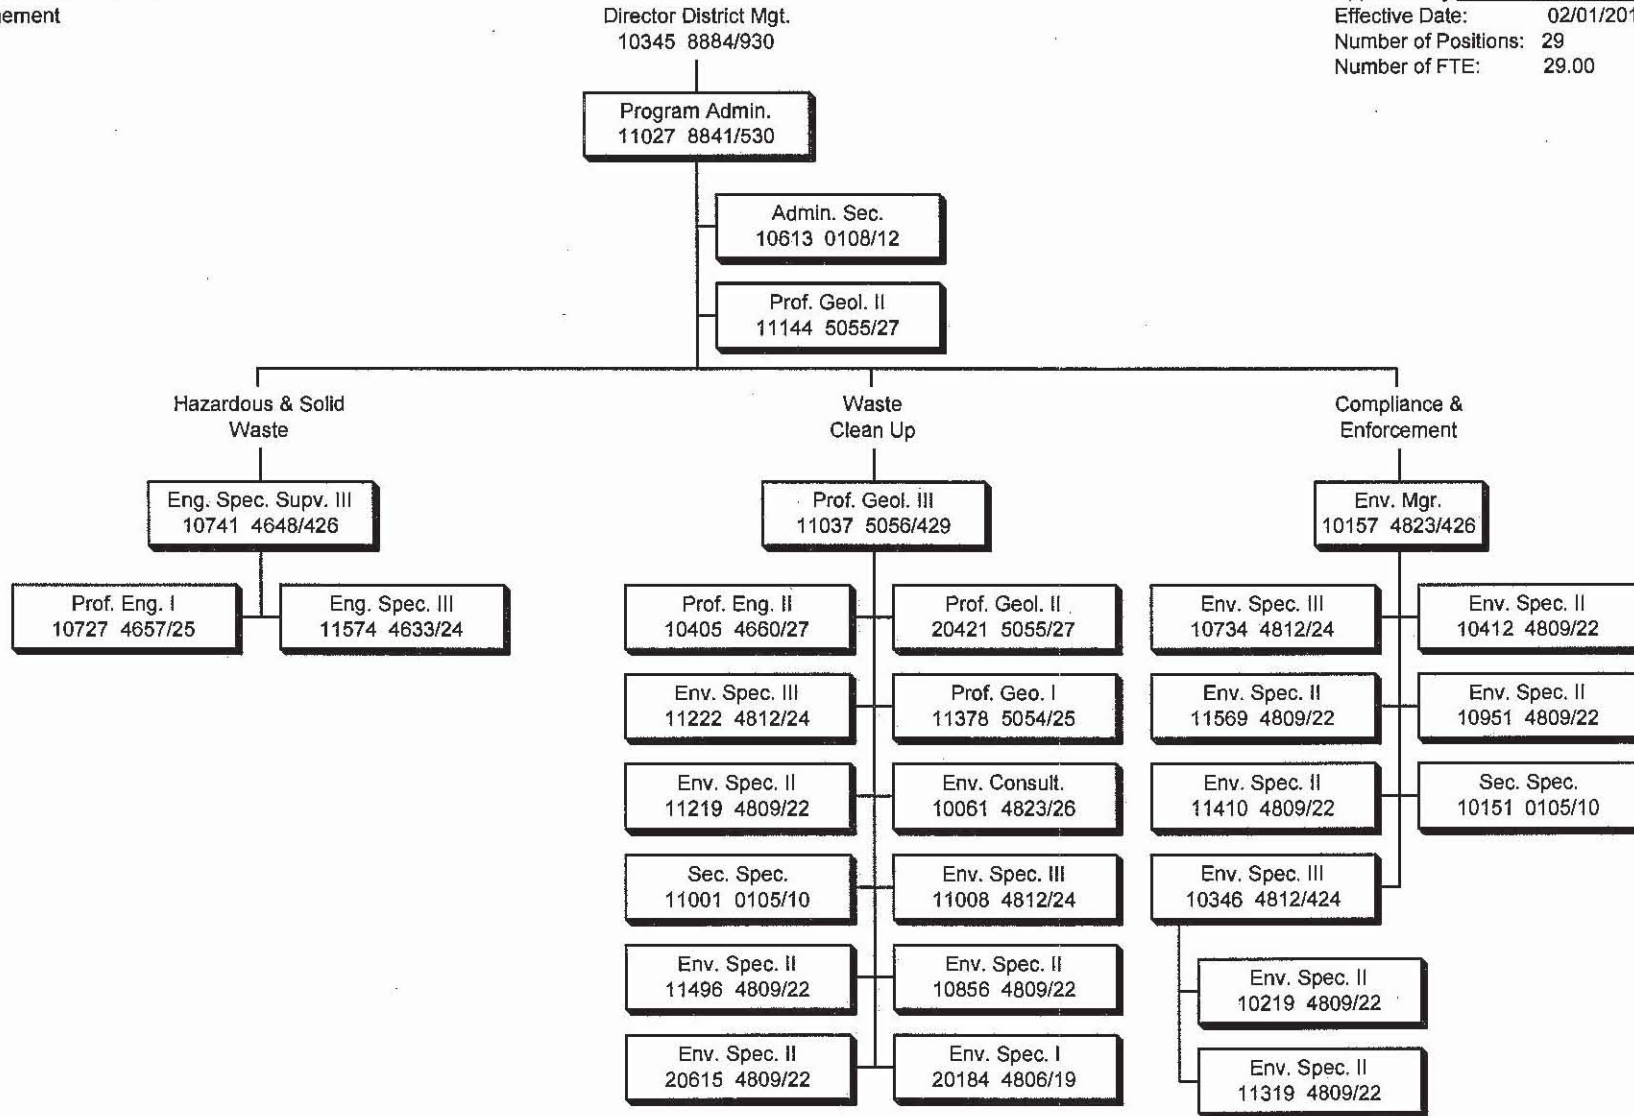 Director District Mgt.
10345 8884/930
Effective Date: 02/01/201
Number of Positions: 29
Number of FTE: 29.00
Program Admin.
11027 8841/530
Admin. Sec.
10613 0108/12
Prof. Geol. II
11144 5055/27
Hazardous & Solid
Waste
Waste
Clean Up
Compliance &
Enforcement
Eng. Spec. Supv. III
10741 4648/426
Prof. Geol. III
11037 5056/429
Env. Mgr.
10157 4823/426
Prof. Eng. I
10727 4657/25
Eng. Spec. III
11574 4633/24
Prof. Eng. II
10405 4660/27
Prof. Geol. II
20421 5055/27
Env. Spec. III
10734 4812/24
Env. Spec. II
10412 4809/22
Env. Spec. III
11222 4812/24
Prof. Geo. I
11378 5054/25
Env. Spec. II
11569 4809/22
Env. Spec. II
10951 4809/22
Env. Spec. II
11219 4809/22
Env. Consult.
10061 4823/26
Env. Spec. II
11410 4809/22
Sec. Spec.
10151 0105/10
Sec. Spec.
11001 0105/10
Env. Spec. III
11008 4812/24
Env. Spec. III
10346 4812/424
Env. Spec. II
11496 4809/22
Env. Spec. II
10856 4809/22
Env. Spec. II
10219 4809/22
Env. Spec. II
20615 4809/22
Env. Spec. I
20184 4806/19
Env. Spec. II
11319 4809/22